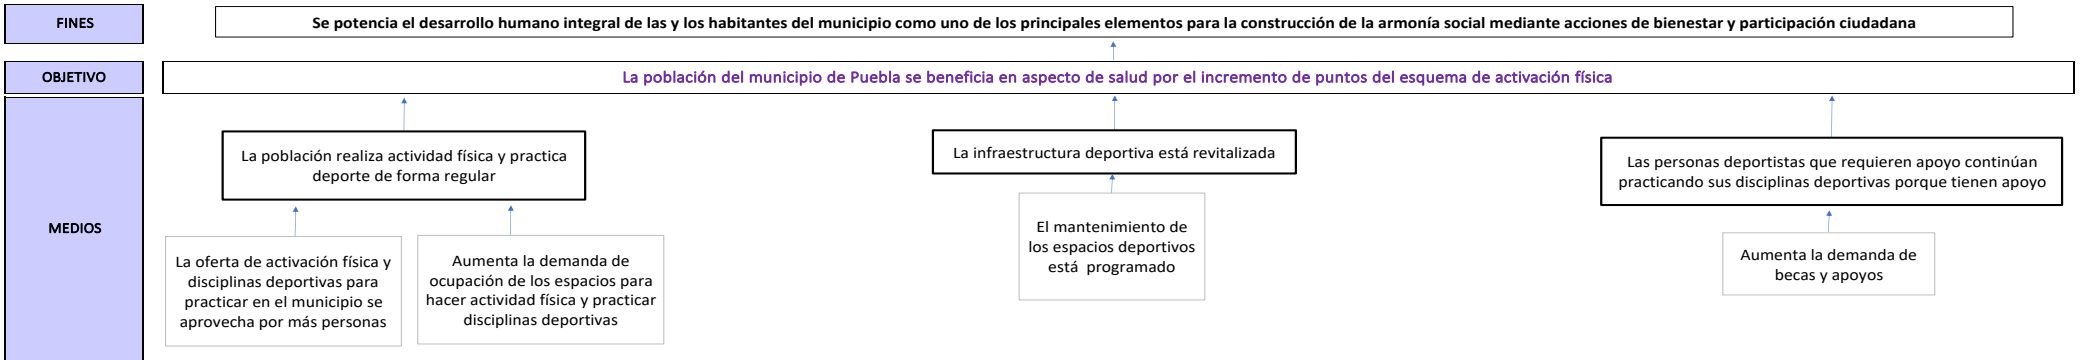 FINES
Se potencia el desarrollo humano integral de las y los habitantes del municipio como uno de los principales elementos para la construcción de la armonía social mediante acciones de bienestar y participación ciudadana
OBJETIVO
La población del municipio de Puebla se beneficia en aspecto de salud por el incremento de puntos del esquema de activación física
MEDIOS
La población realiza actividad física y practica
deporte de forma regular
La infraestructura deportiva está revitalizada
Las personas deportistas que requieren apoyo continúan
practicando sus disciplinas deportivas porque tienen apoyo
La oferta de activación física y
disciplinas deportivas para
practicar en el municipio se
aprovecha por más personas
Aumenta la demanda de
ocupación de los espacios para
hacer actividad física y practicar
disciplinas deportivas
El mantenimiento de
los espacios deportivos
está programado
Aumenta la demanda de
becas y apoyos